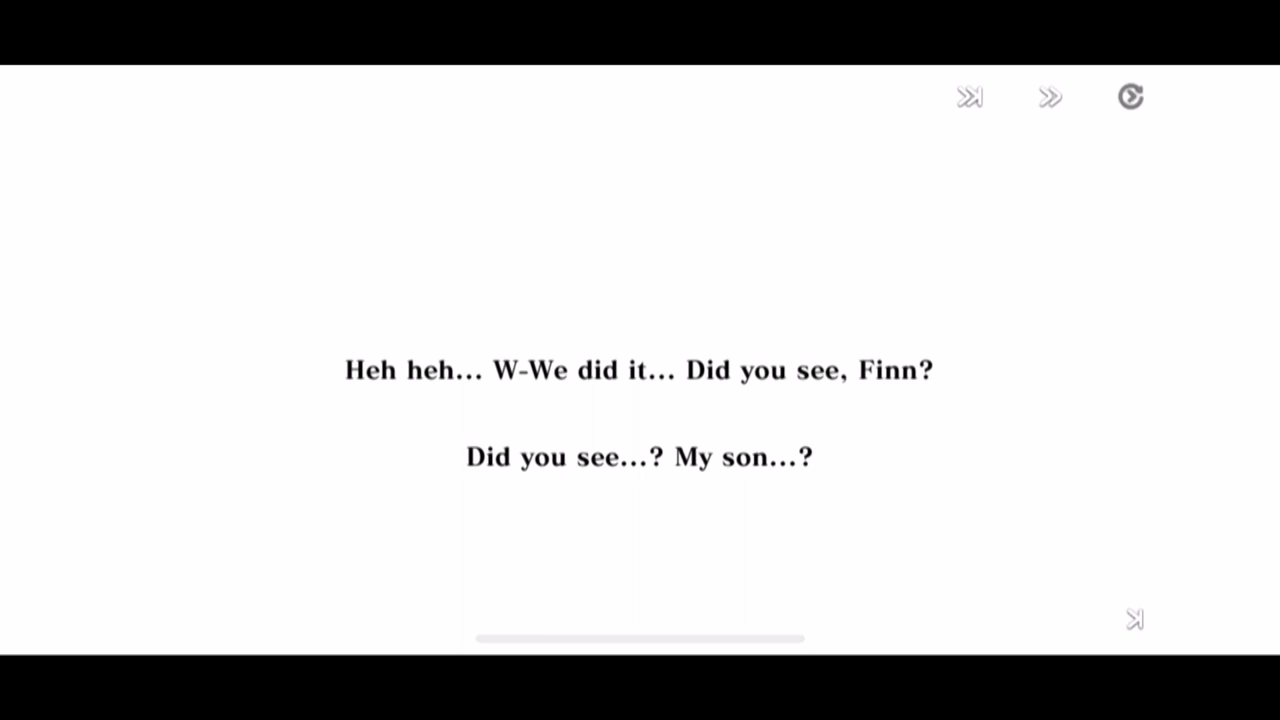 Heh heh... W-We did it... Did you see, Finn?
Did you see...? My son...?